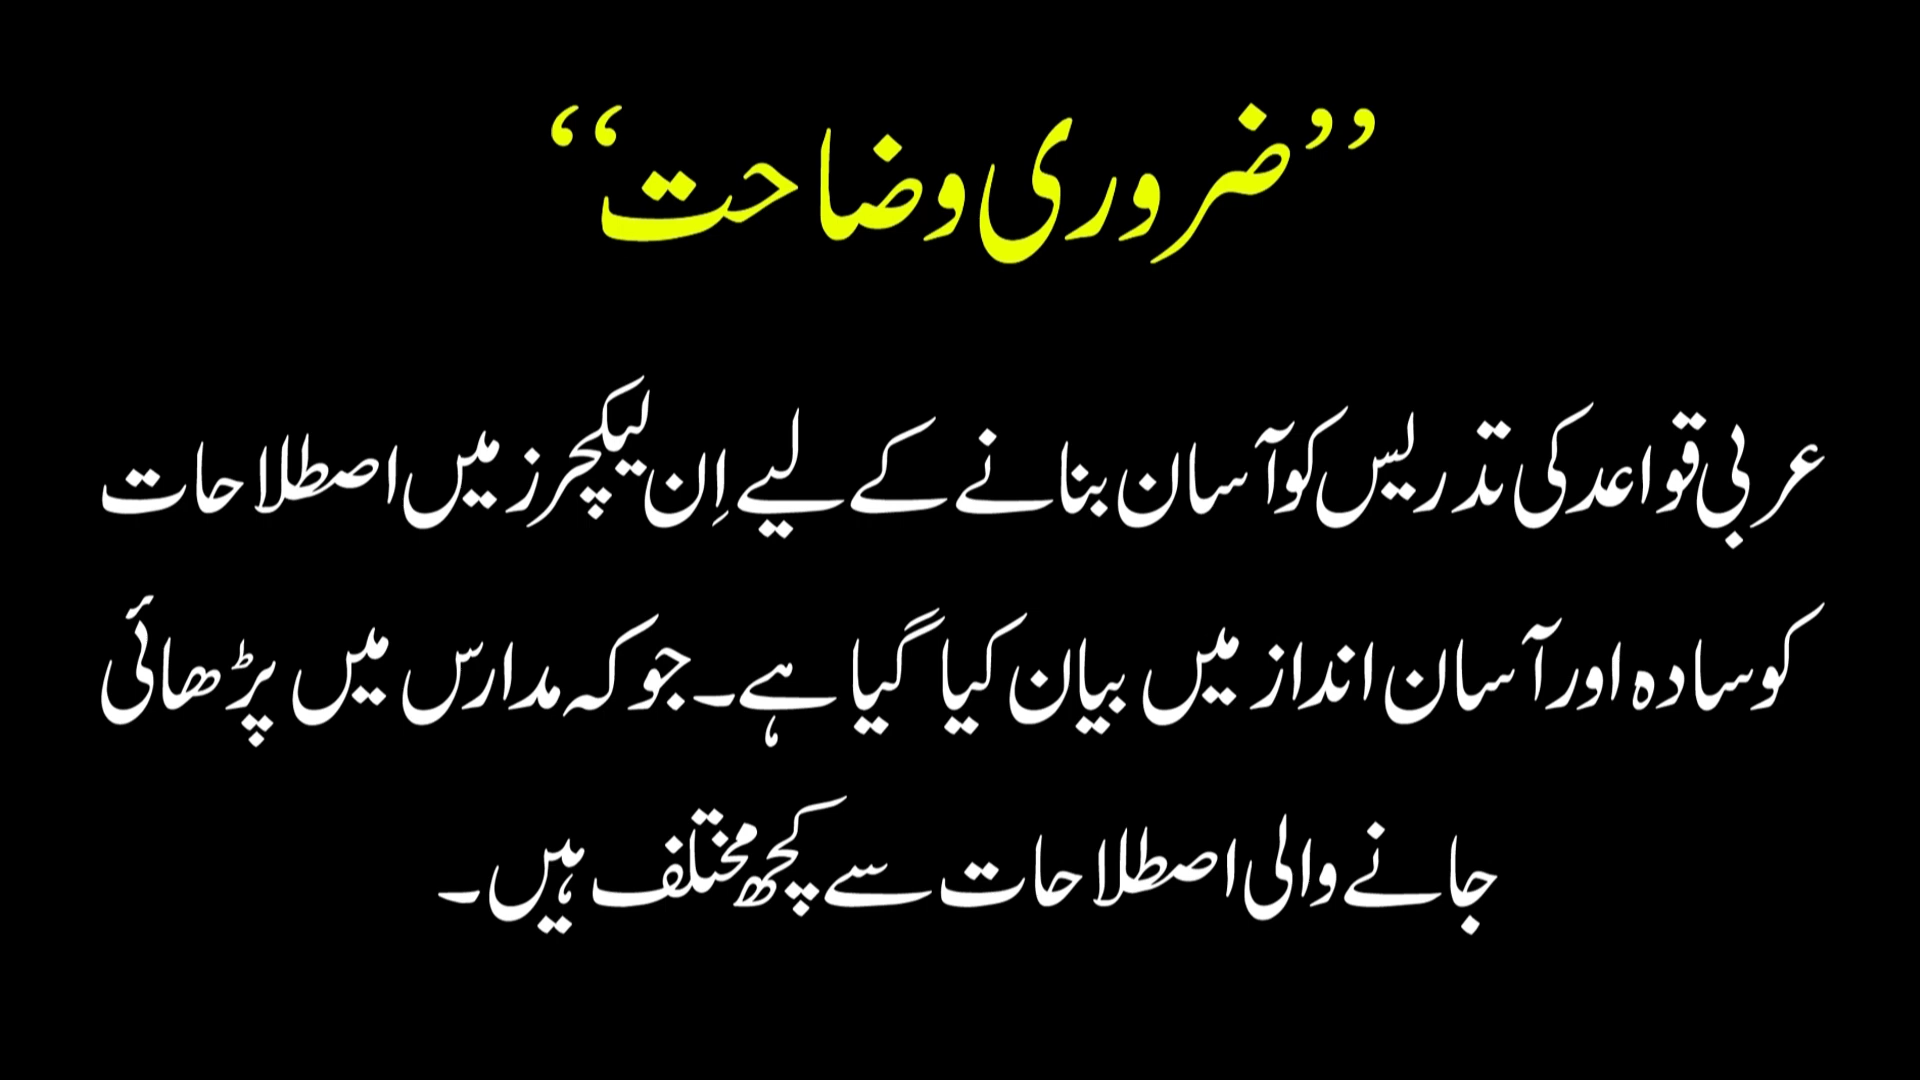 ”ضروری وضاحت“
عربی قواعد کی تدریس کو آسان بنانے کے لیے اِن لیکچرز میں اصطلاحات
کو سادہ اور آسان انداز میں بیان کیا گیا ہے۔ جو کہ مدارس میں پڑھائی
جانے والی اصطلاحات سے کچھ مختلف ہیں۔